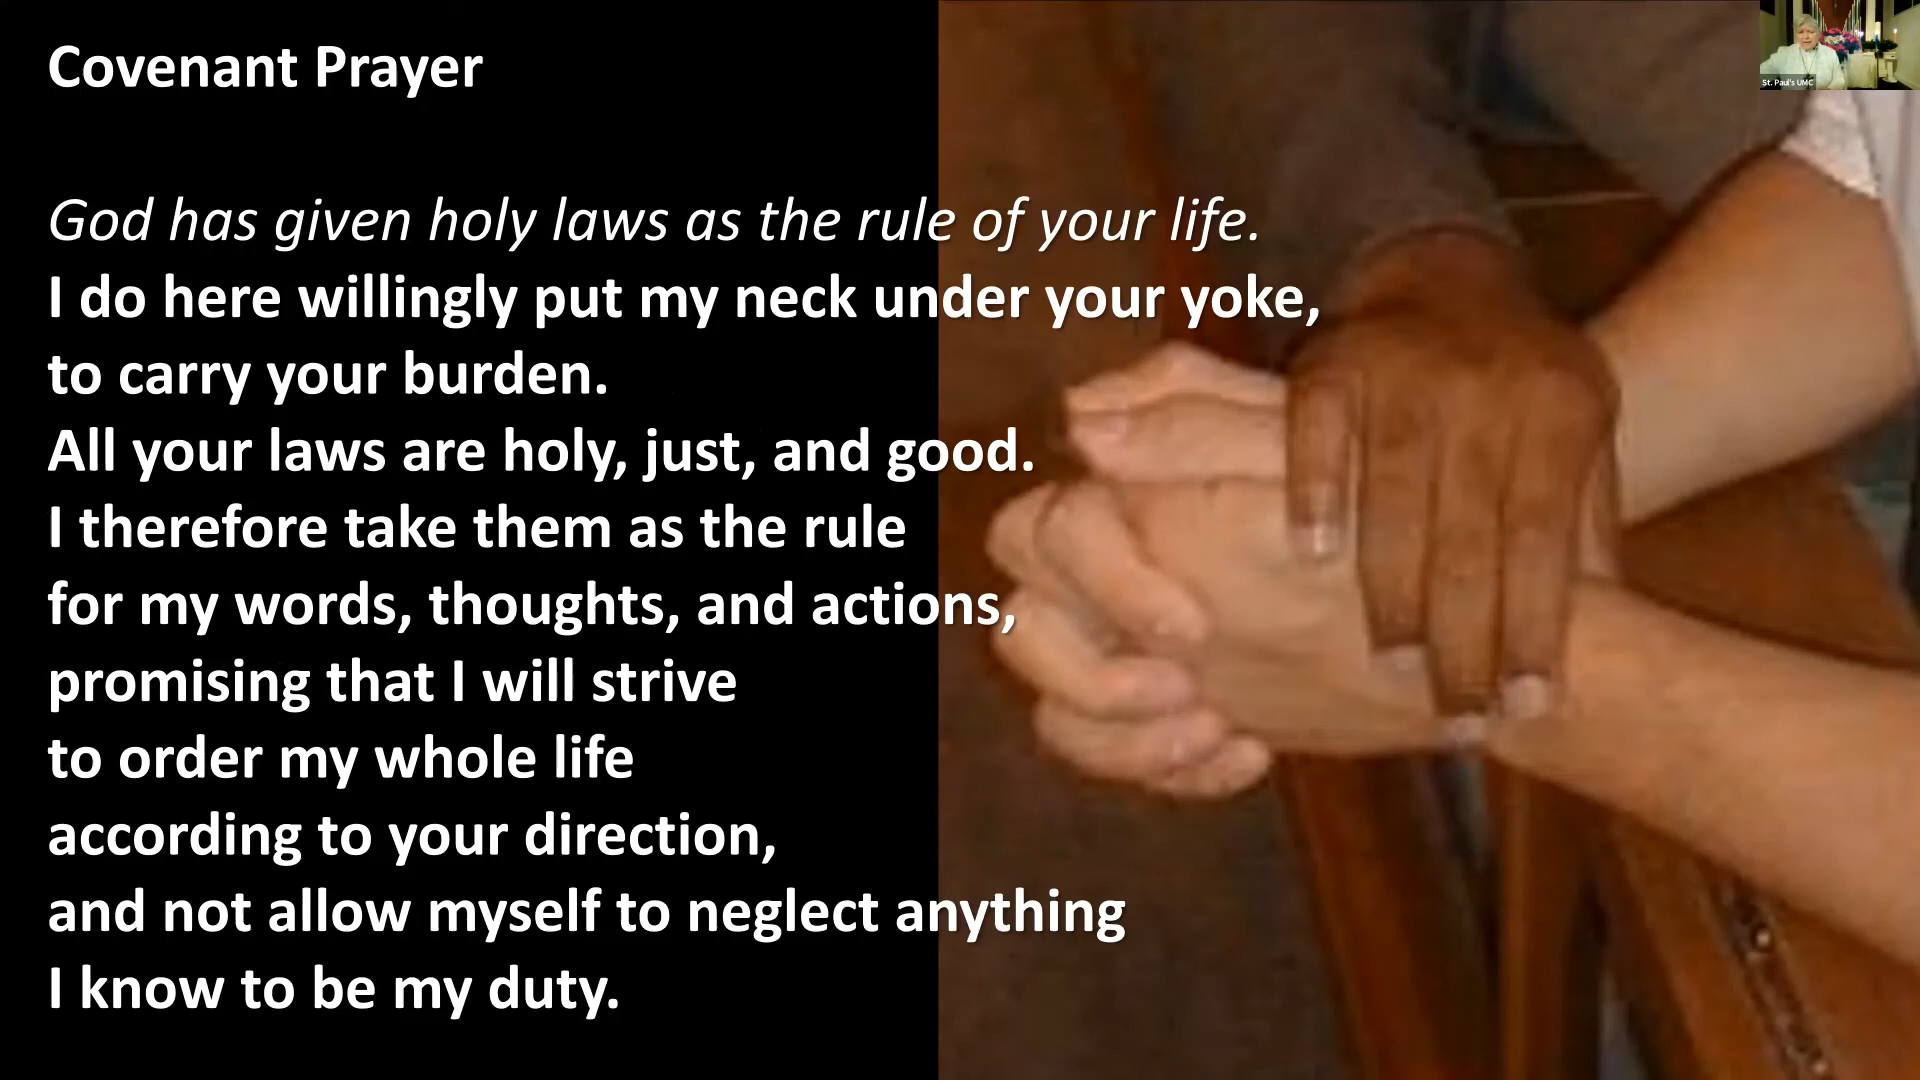 Covenant Prayer
God has given holy laws as the rule of your life.
I do here willingly put my neck under your yoke,
to carry your burden.
All your laws are holy, just, and good.
I therefore take them as the rule
for my words, thoughts, and actions,
promising that I will strive
to order my whole life
according to your direction,
and not allow myself to neglect anything
I know to be my duty.
St. Paul's UMC